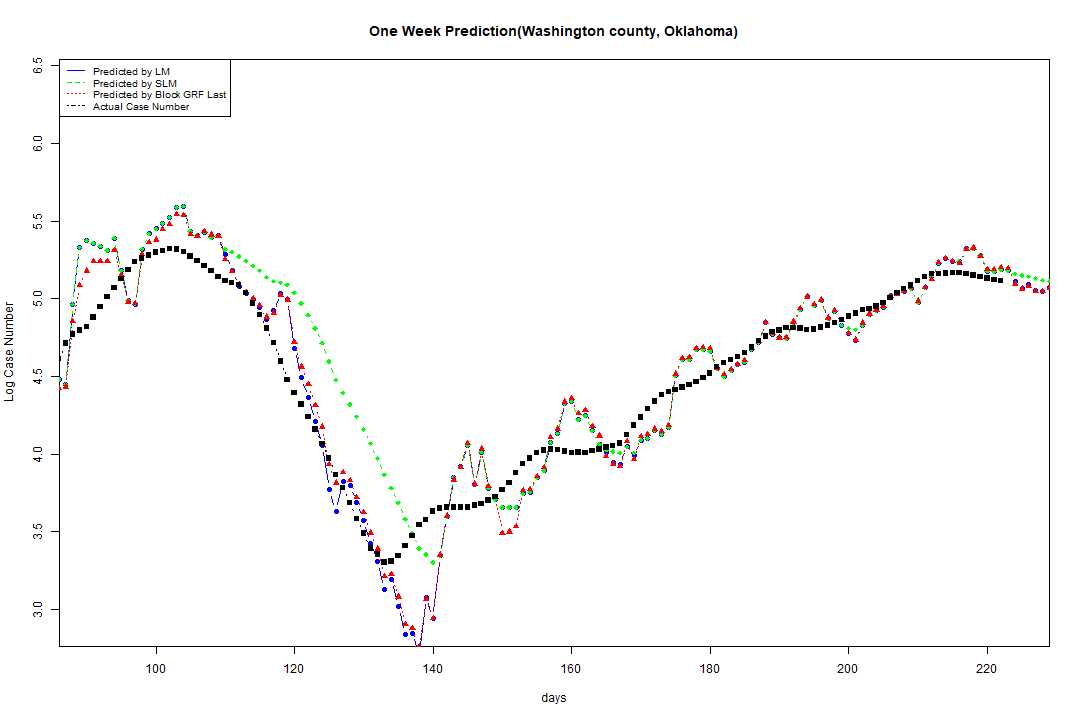 One Week Prediction(Washington county, Oklahoma)
Predicted by LM
Predicted by SLM
Predicted by Block GRF Last
Actual Case Number
Log Case Number
6.5
6.0
5.5
5.0
4.5
4.0
3.5
3.0
100 120 140 160 180 200 220
days